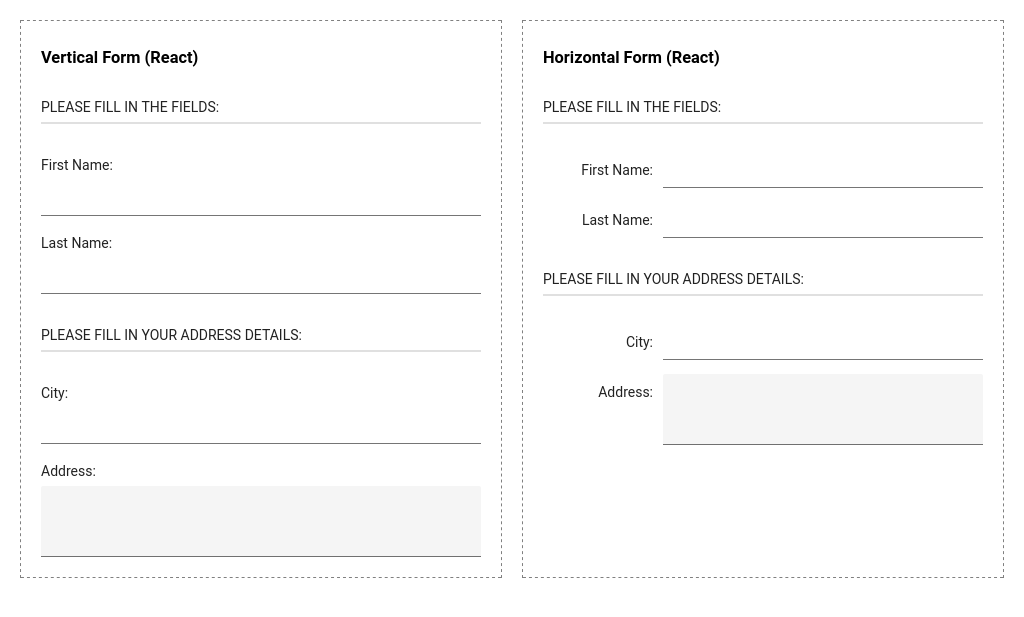 Vertical Form (React)
PLEASE FILL IN THE FIELDS:
First Name:
Last Name:
PLEASE FILL IN YOUR ADDRESS DETAILS:
City:
Address:
Horizontal Form (React)
PLEASE FILL IN THE FIELDS:
First Name:
Last Name:
PLEASE FILL IN YOUR ADDRESS DETAILS:
City:
Address: